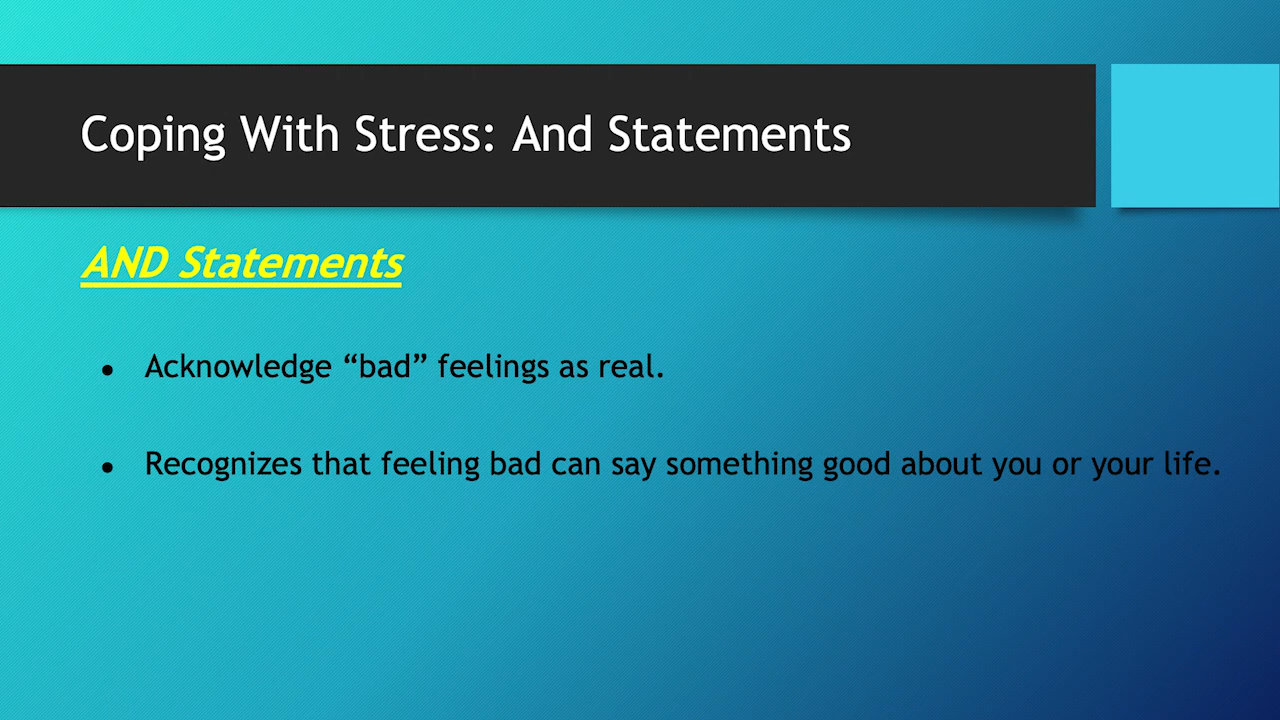 Coping With Stress: And Statements
AND Statements
● Acknowledge “bad” feelings as real.
● Recognizes that feeling bad can say something good about you or your life.